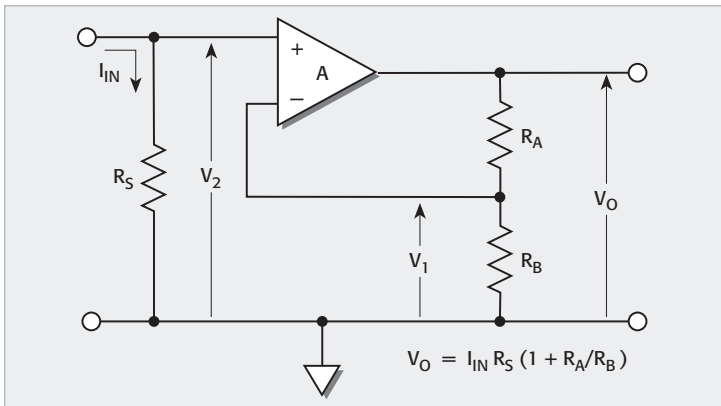 +
A
I_IN
−
R_A
R_S
V_2
V_O
V_1
R_B
V_O = I_IN R_S (1 + R_A/R_B)